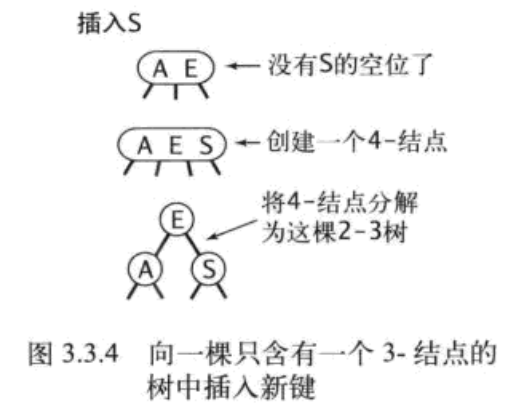 插入S
A E
没有S的空位了
A E S
创建一个4-结点
将4-结点分解
为这棵2-3树
E
A S
图 3.3.4 向一棵只含有一个 3- 结点的
树中插入新键